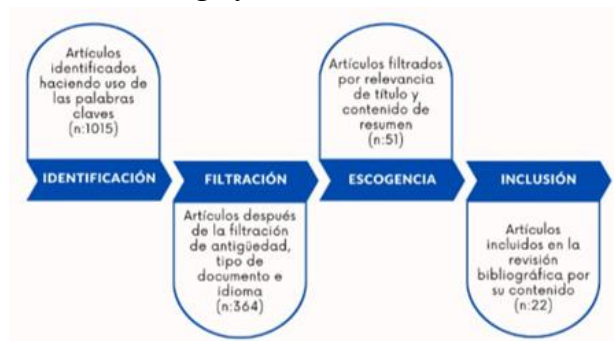 Artículos
identificados
haciendo uso de
las palabras
claves
(n:1015)
IDENTIFICACIÓN
FILTRACIÓN
Artículos después
de la filtración
de antigüedad,
tipo de
documento e
idioma
(n:364)
Artículos filtrados
por relevancia
de título y
contenido de
resumen
(n:51)
ESCOGENCIA
INCLUSIÓN
Artículos
incluidos en la
revisión
bibliográfica por
su contenido
(n:22)